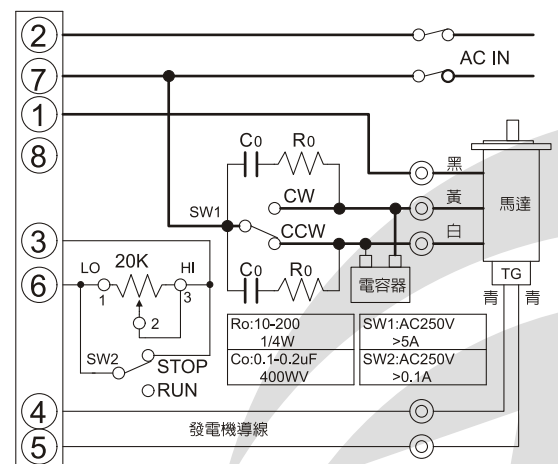 2
AC IN
7
1
8
C0 R0
黑
CW
黃
馬達
SW1
CCW
白
3
20K
LO HI
C0 R0
電容器
TG
6
1 3
2
青 青
Ro:10-200
1/4W
SW1:AC250V
>5A
SW2
STOP
Co:0.1-0.2uF
400WV
SW2:AC250V
>0.1A
RUN
4
發電機導線
5